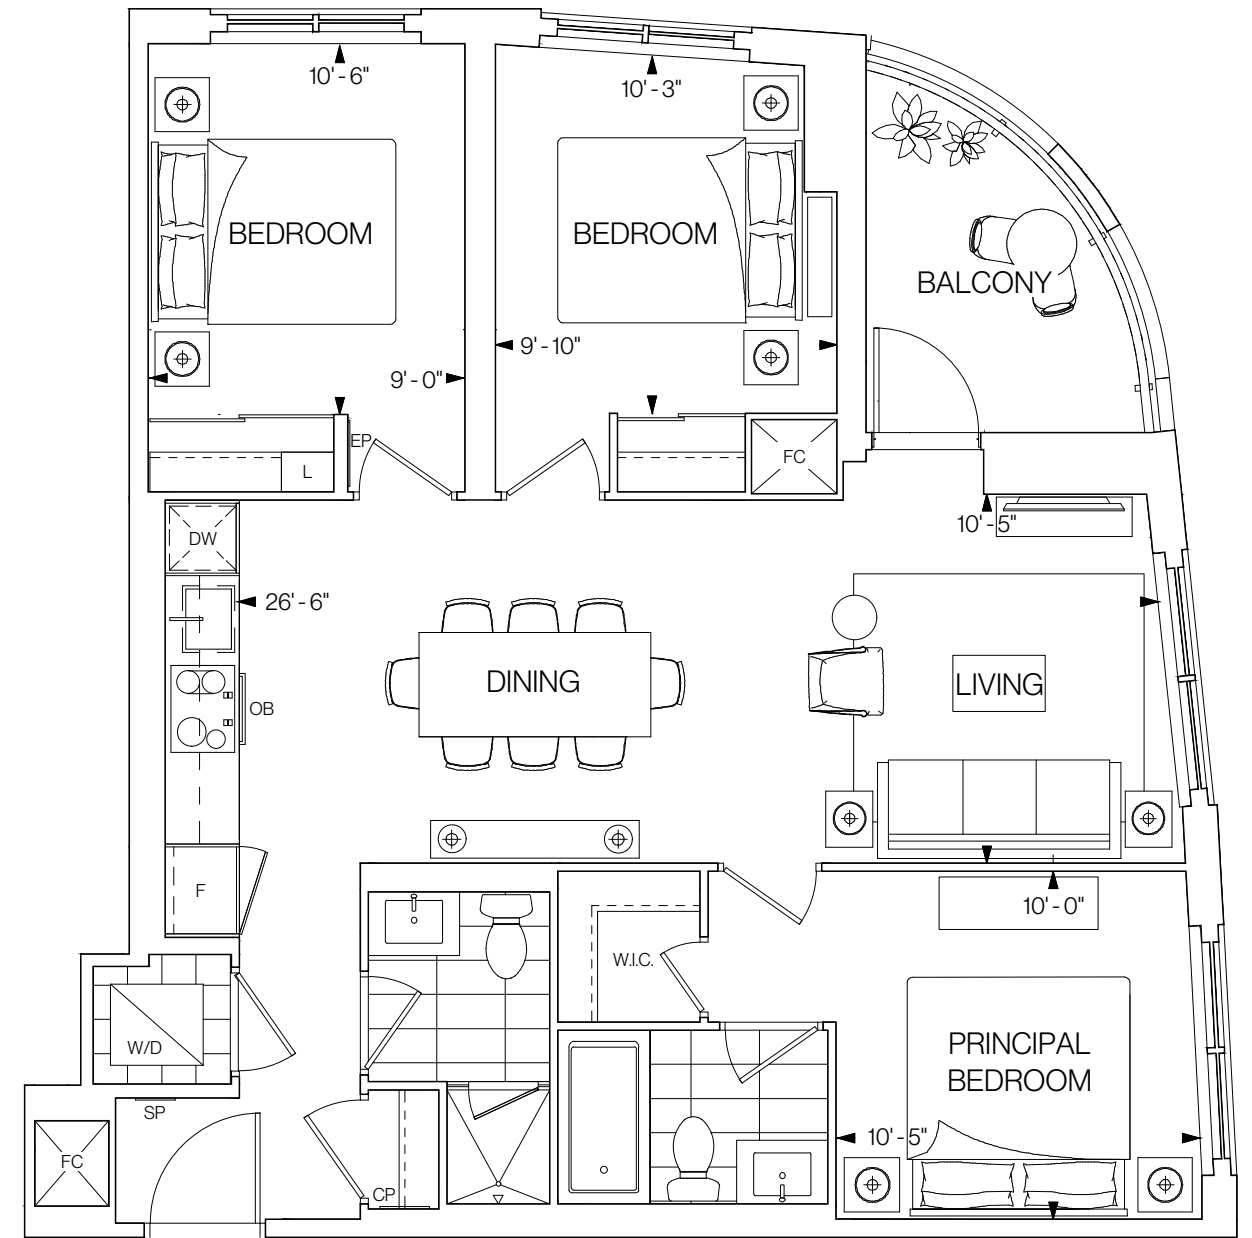 10'-6"
10'-3"
BEDROOM
BEDROOM
BALCONY
9'-10"
9'-0"
EP
FC
L
10'-5"
DW
26'-6"
DINING
LIVING
OB
F
10'-0"
W.I.C.
W/D
PRINCIPAL
BEDROOM
SP
10'-5"
FC
CP